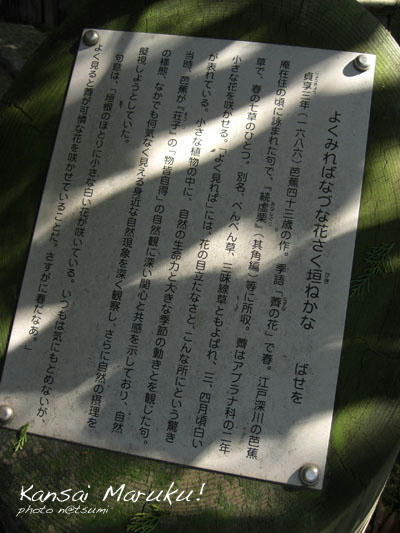 よくみればなづな花さく垣ねかな　ばせを
貞享三年（一六八六）芭蕉四十三歳の作。季語「薺の花」で春。江戸深川の芭蕉
庵在住の頃に詠まれた句で、『続虚栗』（其角編）等に所収。薺はアブラナ科の二年
草で、春の七草のひとつ。別名、ぺんぺん草、三味線草ともよばれ、三、四月頃白い
小さな花を咲かせる。「よく見れば」には、花の目立たなさと、こんな所にという驚き
が表れている。小さな植物の中に、自然の生命力と大きな季節の動きとを観じた句。
当時、芭蕉が『荘子』の「物皆自得」の自然観に深い関心と共感を示しており、自然
の様態、なかでも何気なく見える身近な自然現象を深く観察し、さらに自然の摂理を
凝視しようとしていた。
句意は、「垣根のほとりに小さな白い花が咲いている。いつもは気にもとめないが、
よく見ると薺が可憐な花を咲かせていることだ。さすがに春だなあ。」
Kansai Maruku!
photo n@tsumi